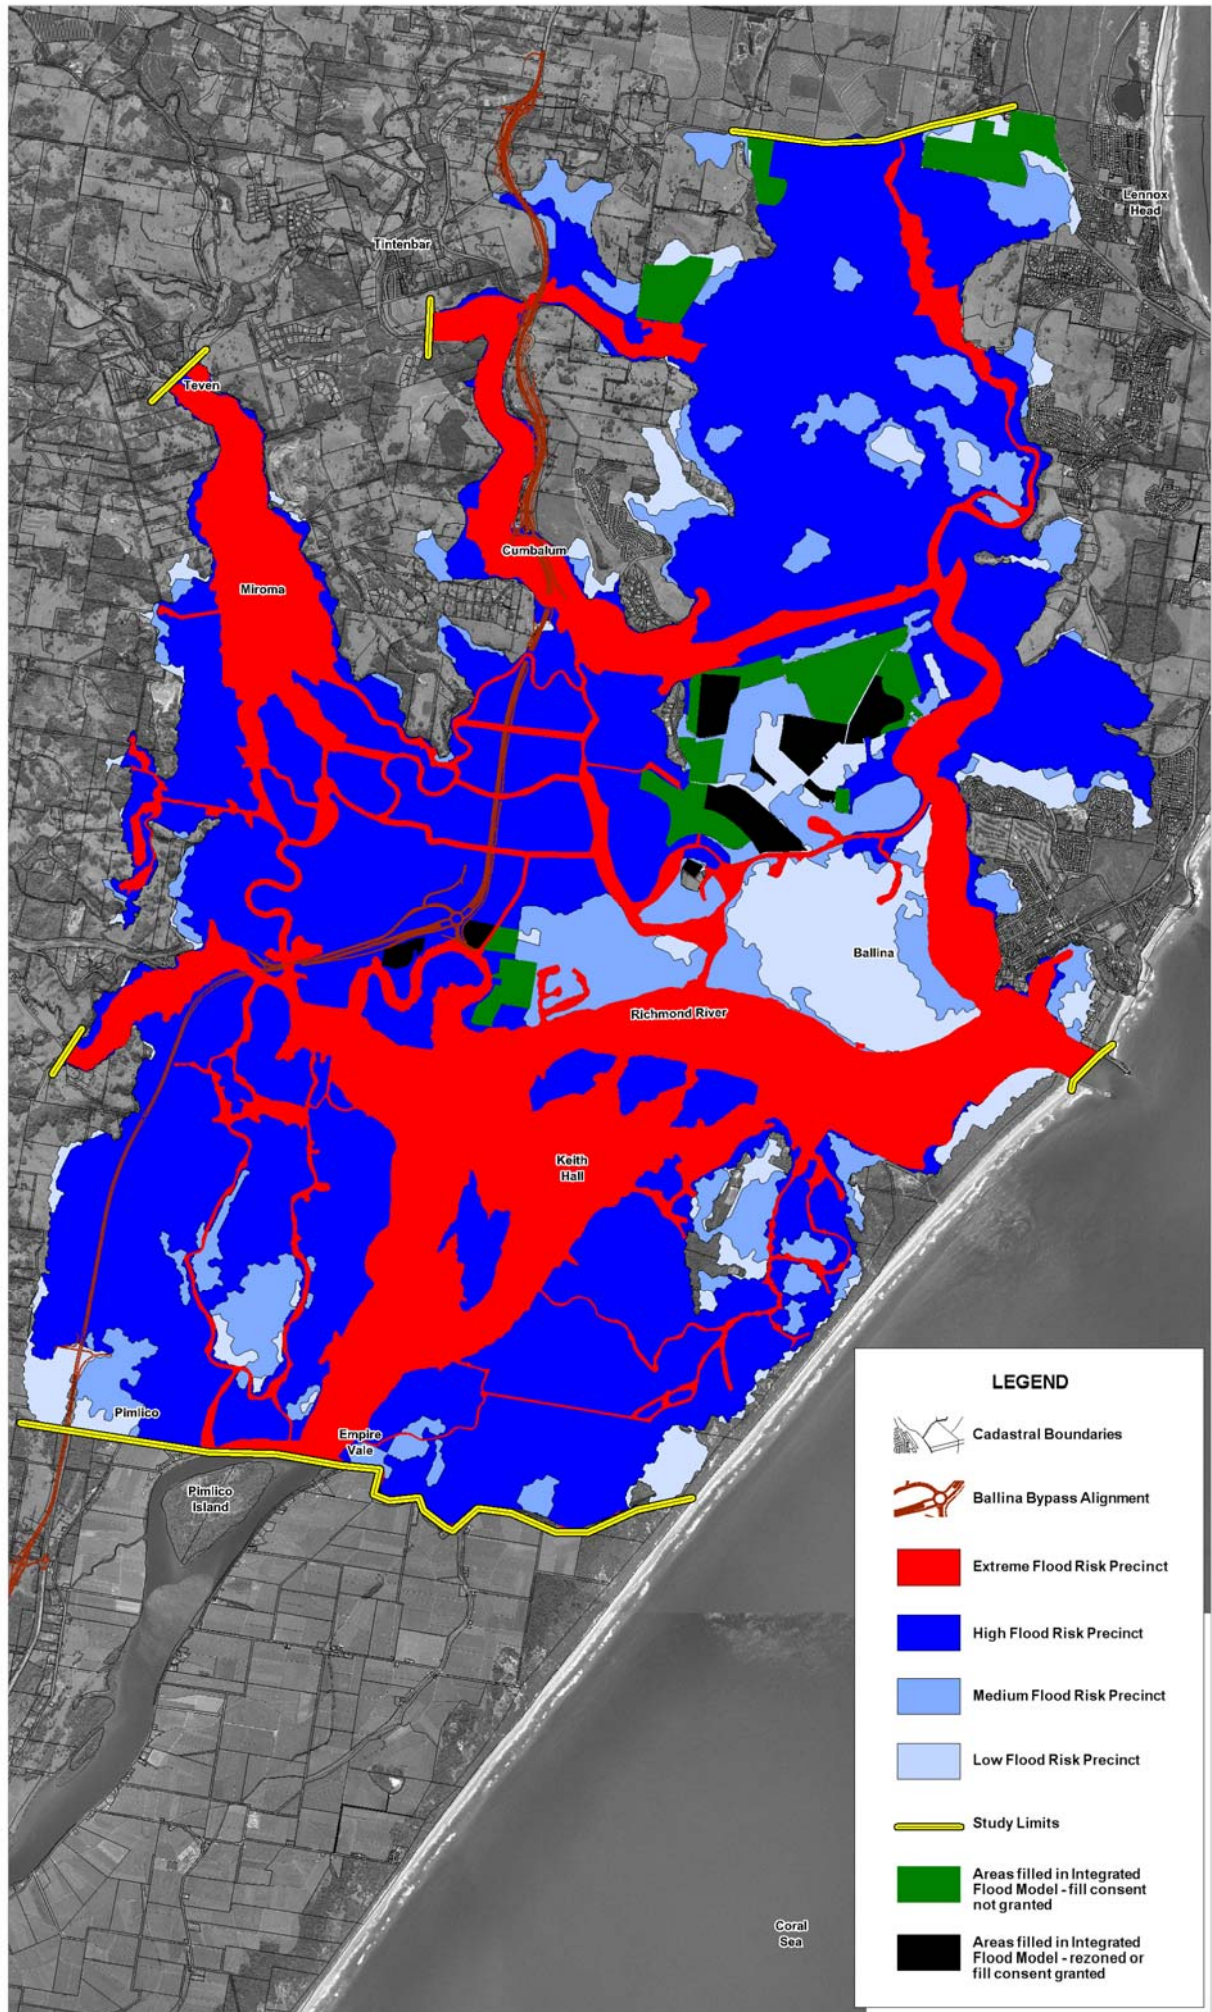 Lennox
Head
Tintenbar
Teven
Cumbalum
Miroma
Ballina
Richmond River
Keith
Hall
Pimlico
Empire
Vale
Pimlico
Island
Coral
Sea
LEGEND
Cadastral Boundaries
Ballina Bypass Alignment
Extreme Flood Risk Precinct
High Flood Risk Precinct
Medium Flood Risk Precinct
Low Flood Risk Precinct
Study Limits
Areas filled in Integrated
Flood Model - fill consent
not granted
Areas filled in Integrated
Flood Model - rezoned or
fill consent granted